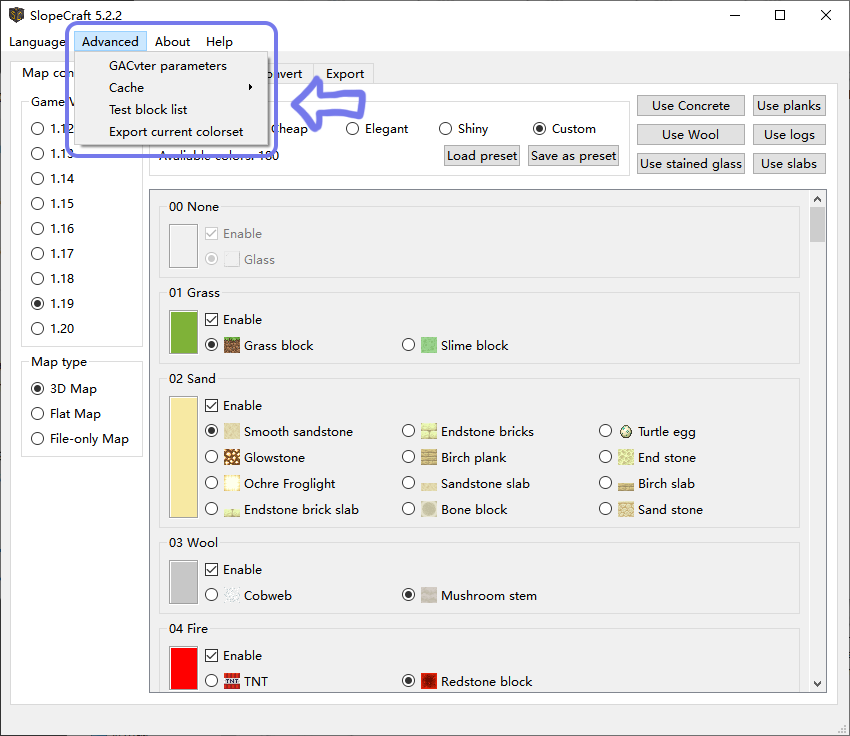 SlopeCraft 5.2.2
Language Advanced About Help
GACvter parameters
Cache
Test block list
Export current colorset
Map con
Export
Game V
1.12
1.13
1.14
1.15
1.16
1.17
1.18
1.19
1.20
Map type
3D Map
Flat Map
File-only Map
Cheap Elegant Shiny Custom
Avaliable colors: 180
Load preset Save as preset
Use Concrete Use planks
Use Wool Use logs
Use stained glass Use slabs
00 None
Enable
Glass
01 Grass
Enable
Grass block Slime block
02 Sand
Enable
Smooth sandstone Endstone bricks Turtle egg
Glowstone Birch plank End stone
Ochre Froglight Sandstone slab Birch slab
Endstone brick slab Bone block Sand stone
03 Wool
Enable
Cobweb Mushroom stem
04 Fire
Enable
TNT Redstone block